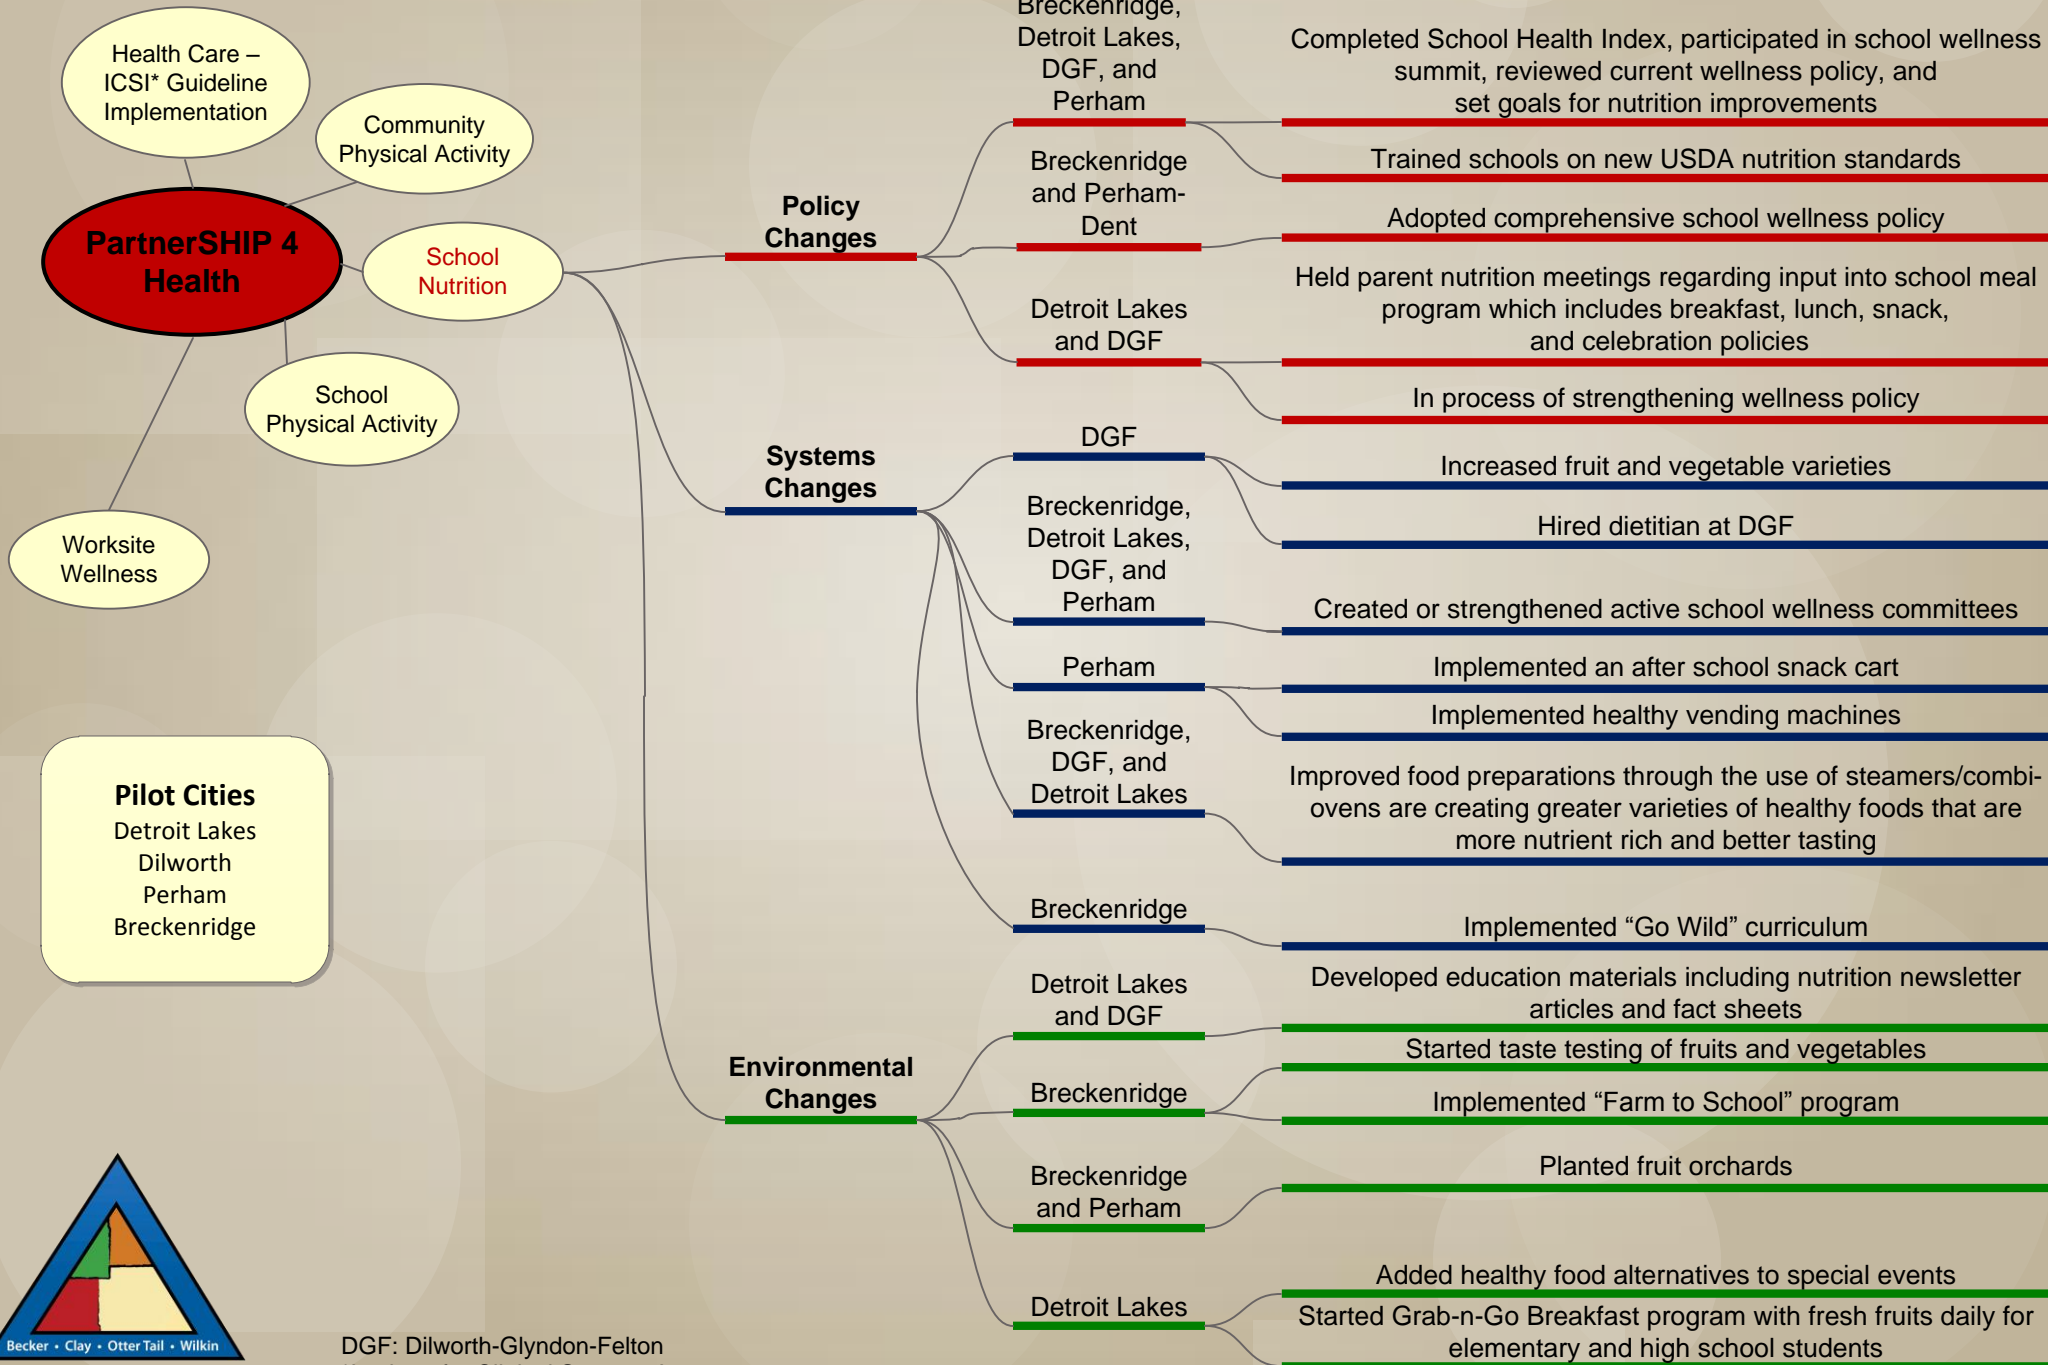 Health Care –
ICSI* Guideline
Implementation
Community
Physical Activity
PartnerSHIP 4
Health
School
Nutrition
School
Physical Activity
Worksite
Wellness
Pilot Cities
Detroit Lakes
Dilworth
Perham
Breckenridge
Becker • Clay • Otter Tail • Wilkin
DGF: Dilworth-Glyndon-Felton
Policy
Changes
Breckenridge,
Detroit Lakes,
DGF, and
Perham
Completed School Health Index, participated in school wellness
summit, reviewed current wellness policy, and
set goals for nutrition improvements
Trained schools on new USDA nutrition standards
Breckenridge
and Perham-
Dent
Adopted comprehensive school wellness policy
Detroit Lakes
and DGF
Held parent nutrition meetings regarding input into school meal
program which includes breakfast, lunch, snack,
and celebration policies
In process of strengthening wellness policy
Systems
Changes
DGF
Increased fruit and vegetable varieties
Hired dietitian at DGF
Breckenridge,
Detroit Lakes,
DGF, and
Perham
Created or strengthened active school wellness committees
Perham
Implemented an after school snack cart
Implemented healthy vending machines
Breckenridge,
DGF, and
Detroit Lakes
Improved food preparations through the use of steamers/combi-
ovens are creating greater varieties of healthy foods that are
more nutrient rich and better tasting
Breckenridge
Implemented “Go Wild” curriculum
Environmental
Changes
Detroit Lakes
and DGF
Developed education materials including nutrition newsletter
articles and fact sheets
Breckenridge
Started taste testing of fruits and vegetables
Implemented “Farm to School” program
Breckenridge
and Perham
Planted fruit orchards
Detroit Lakes
Added healthy food alternatives to special events
Started Grab-n-Go Breakfast program with fresh fruits daily for
elementary and high school students